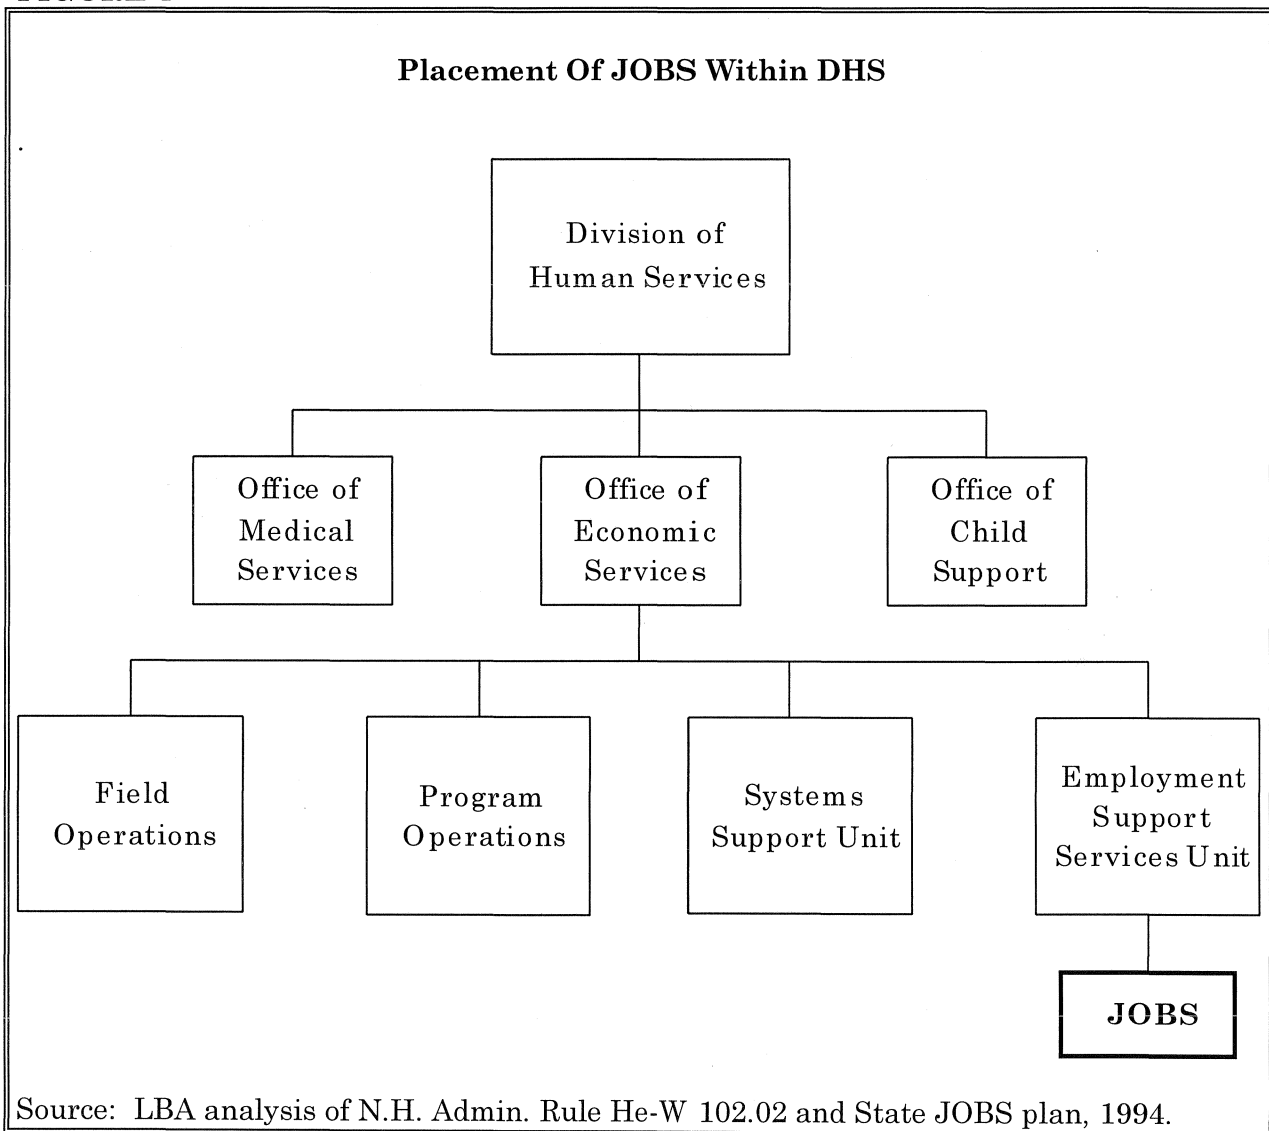 Placement Of JOBS Within DHS
Division of
Human Services
Office of
Medical
Services
Office of
Economic
Services
Office of
Child
Support
Field
Operations
Program
Operations
Systems
Support Unit
Employment
Support
Services Unit
JOBS
Source: LBA analysis of N.H. Admin. Rule He-W 102.02 and State JOBS plan, 1994.